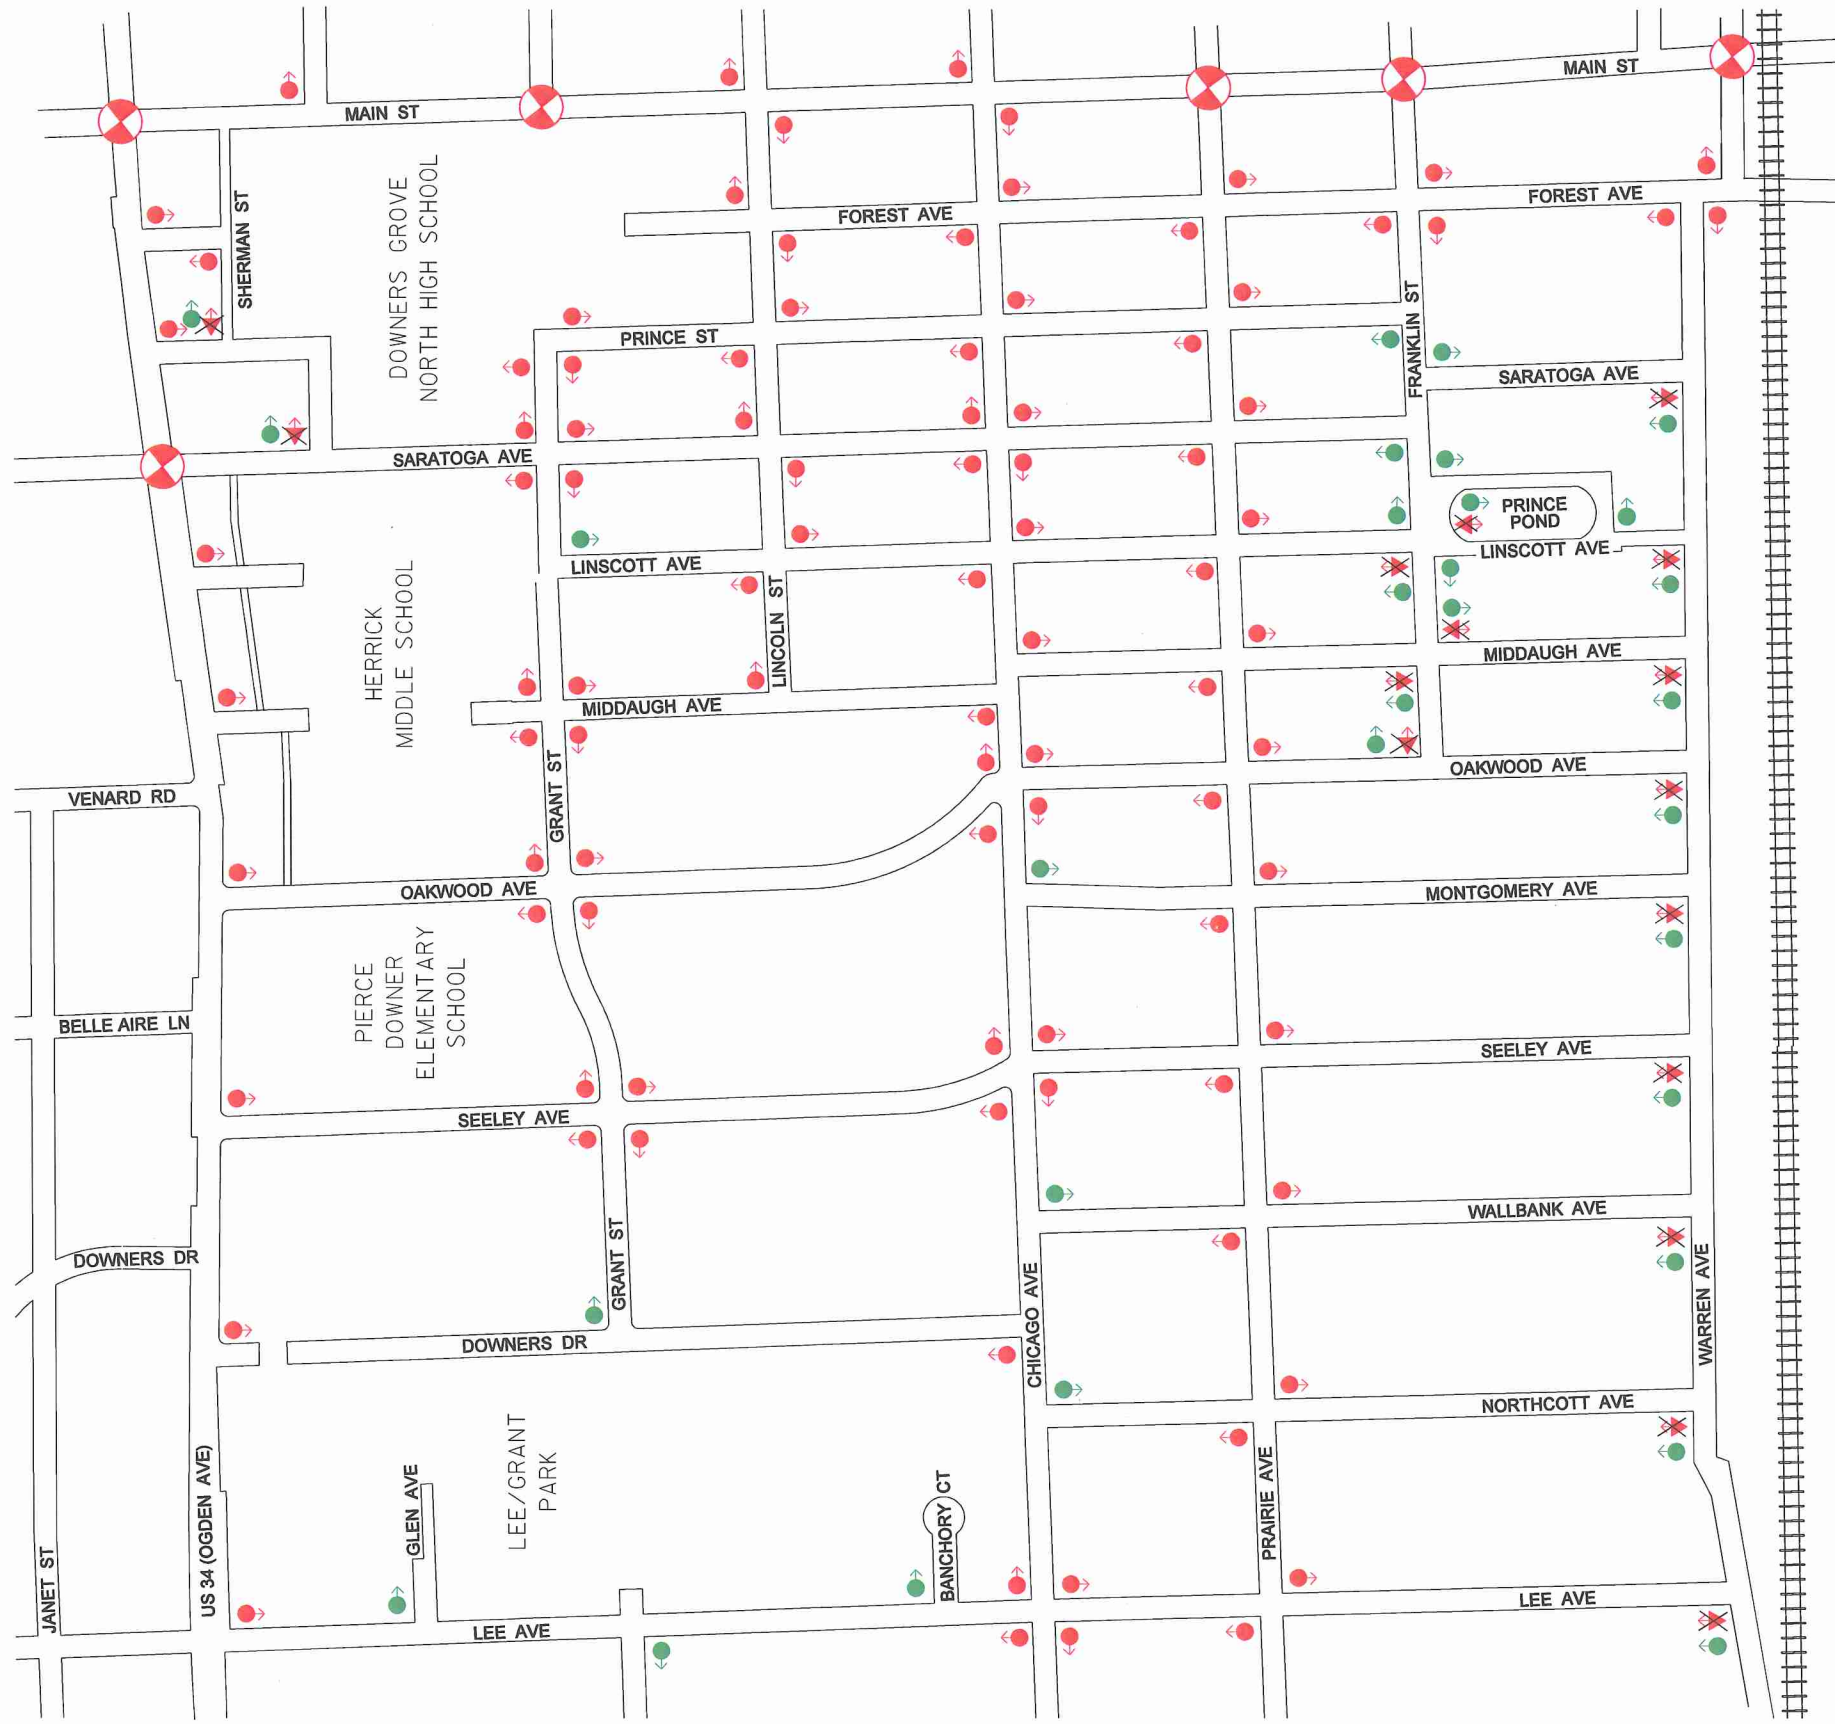 MAIN ST
MAIN ST
SHERMAN ST
DOWNERS GROVE
NORTH HIGH SCHOOL
FOREST AVE
FOREST AVE
PRINCE ST
FRANKLIN ST
SARATOGA AVE
SARATOGA AVE
PRINCE
POND
LINSCOTT AVE
LINSCOTT AVE
HERRICK
MIDDLE SCHOOL
LINCOLN ST
MIDDAUGH AVE
MIDDAUGH AVE
OAKWOOD AVE
VENARD RD
GRANT ST
OAKWOOD AVE
MONTGOMERY AVE
PIERCE
DOWNER
ELEMENTARY
SCHOOL
BELLE AIRE LN
SEELEY AVE
SEELEY AVE
WALLBANK AVE
DOWNERS DR
GRANT ST
CHICAGO AVE
WARREN AVE
DOWNERS DR
NORTHCOTT AVE
LEE/GRANT
PARK
US 34 (OGDEN AVE)
GLEN AVE
BANCHORY CT
PRAIRIE AVE
JANET ST
LEE AVE
LEE AVE